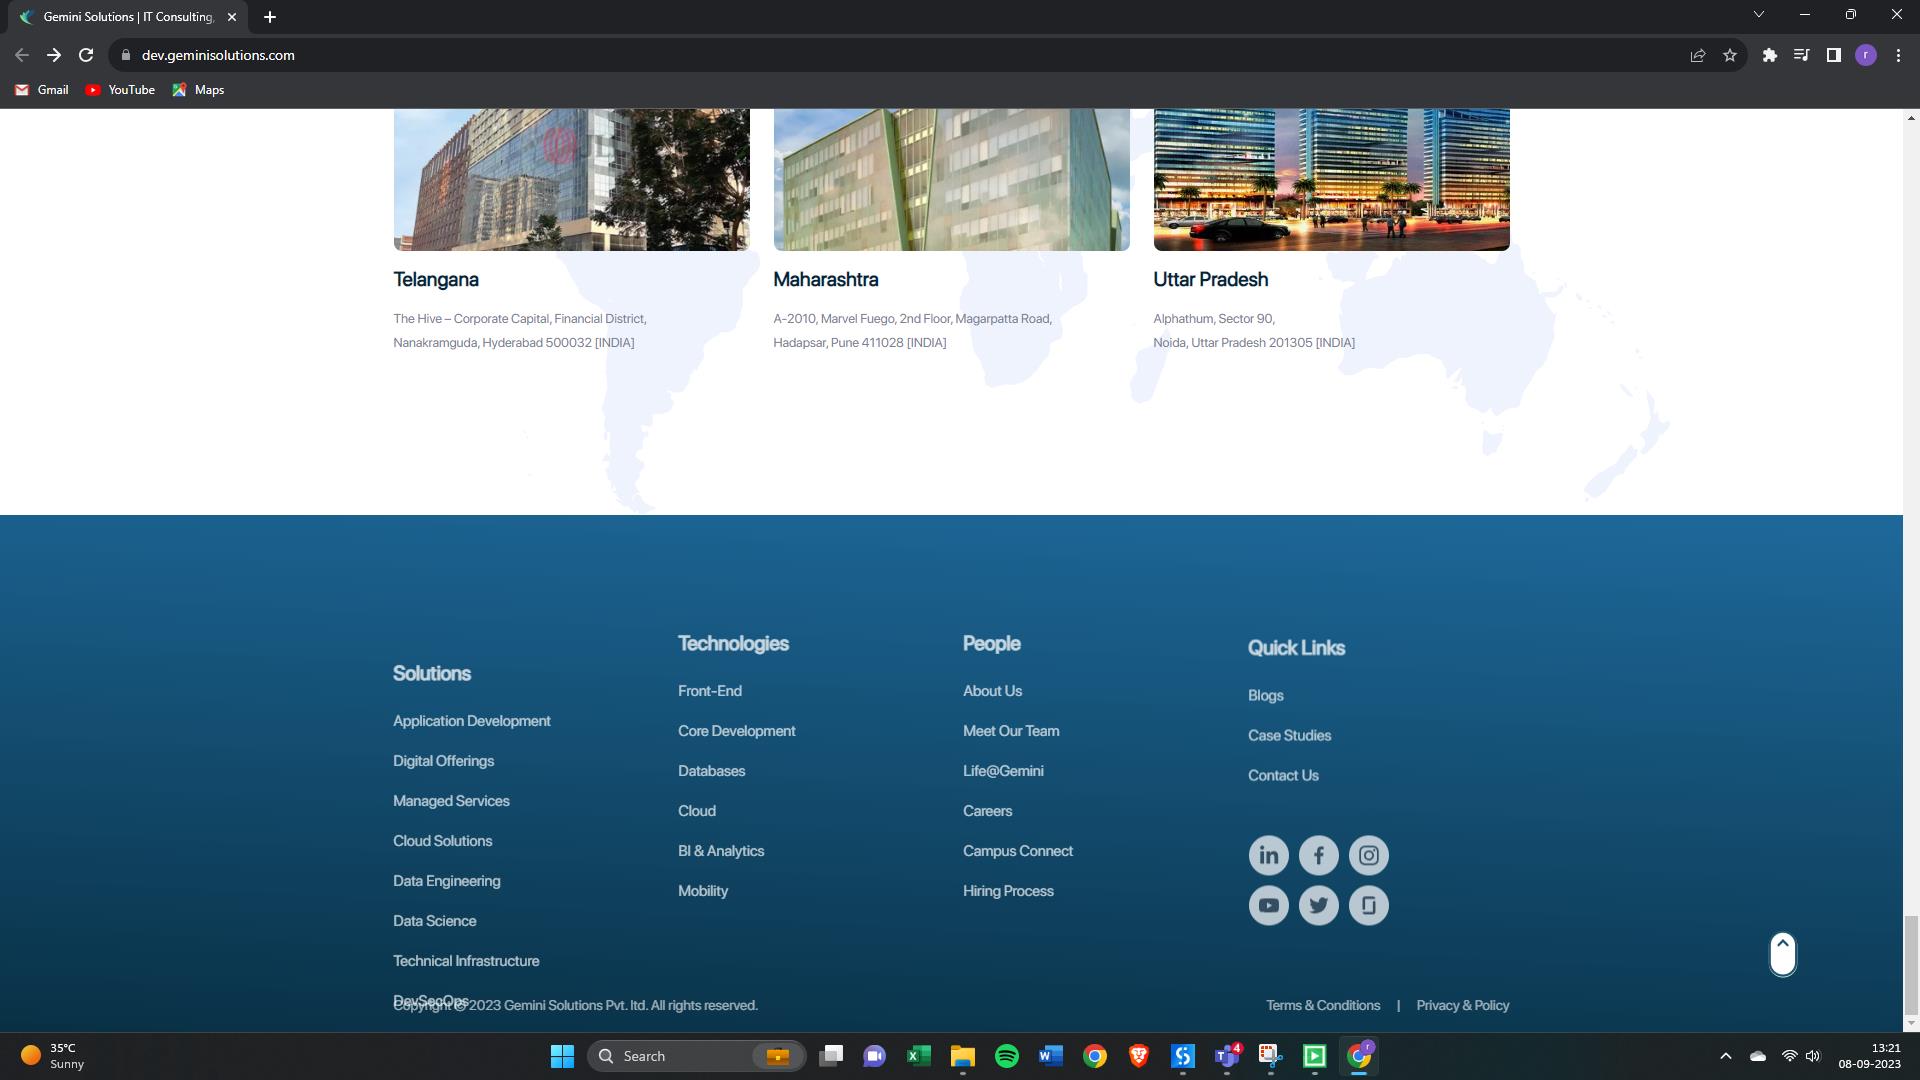 Gemini Solutions | IT Consulting,
dev.geminisolutions.com
r
Gmail
YouTube
Maps
Telangana
The Hive – Corporate Capital, Financial District,
Nanakramguda, Hyderabad 500032 [INDIA]
Maharashtra
A-2010, Marvel Fuego, 2nd Floor, Magarpatta Road,
Hadapsar, Pune 411028 [INDIA]
Uttar Pradesh
Alphathum, Sector 90,
Noida, Uttar Pradesh 201305 [INDIA]
Solutions
Application Development
Digital Offerings
Managed Services
Cloud Solutions
Data Engineering
Data Science
Technical Infrastructure
DevSecOps
Technologies
Front-End
Core Development
Databases
Cloud
BI & Analytics
Mobility
People
About Us
Meet Our Team
Life@Gemini
Careers
Campus Connect
Hiring Process
Quick Links
Blogs
Case Studies
Contact Us
Copyright © 2023 Gemini Solutions Pvt. ltd. All rights reserved.
Terms & Conditions | Privacy & Policy
35°C
Sunny
Search
4
13:21
08-09-2023